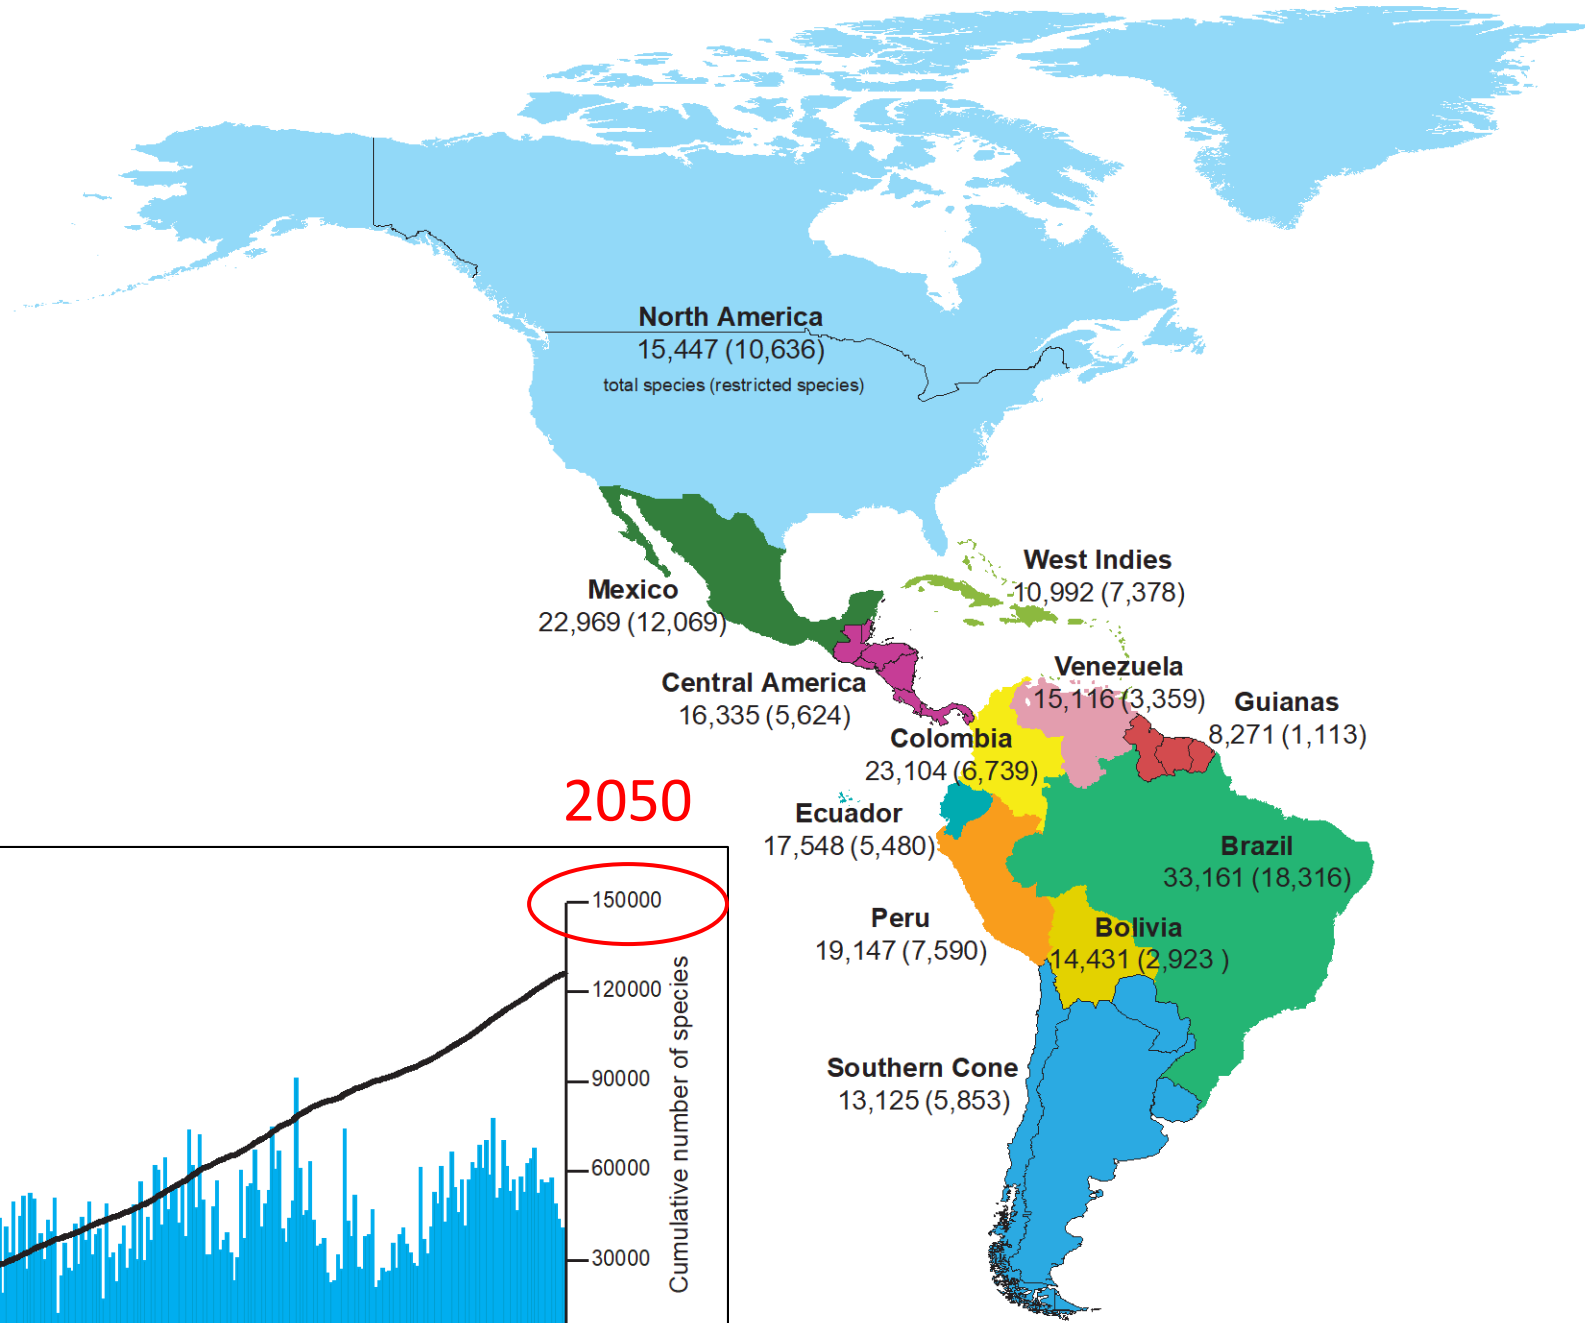 North America
15,447 (10,636)
total species (restricted species)
West Indies
10,992 (7,378)
Mexico
22,969 (12,069)
Venezuela
15,116 (3,359)
Central America
16,335 (5,624)
Guianas
8,271 (1,113)
Colombia
23,104 (6,739)
Ecuador
17,548 (5,480)
Brazil
33,161 (18,316)
Peru
19,147 (7,590)
Bolivia
14,431 (2,923 )
Southern Cone
13,125 (5,853)
2050
150000
120000
90000
60000
30000
Cumulative number of species